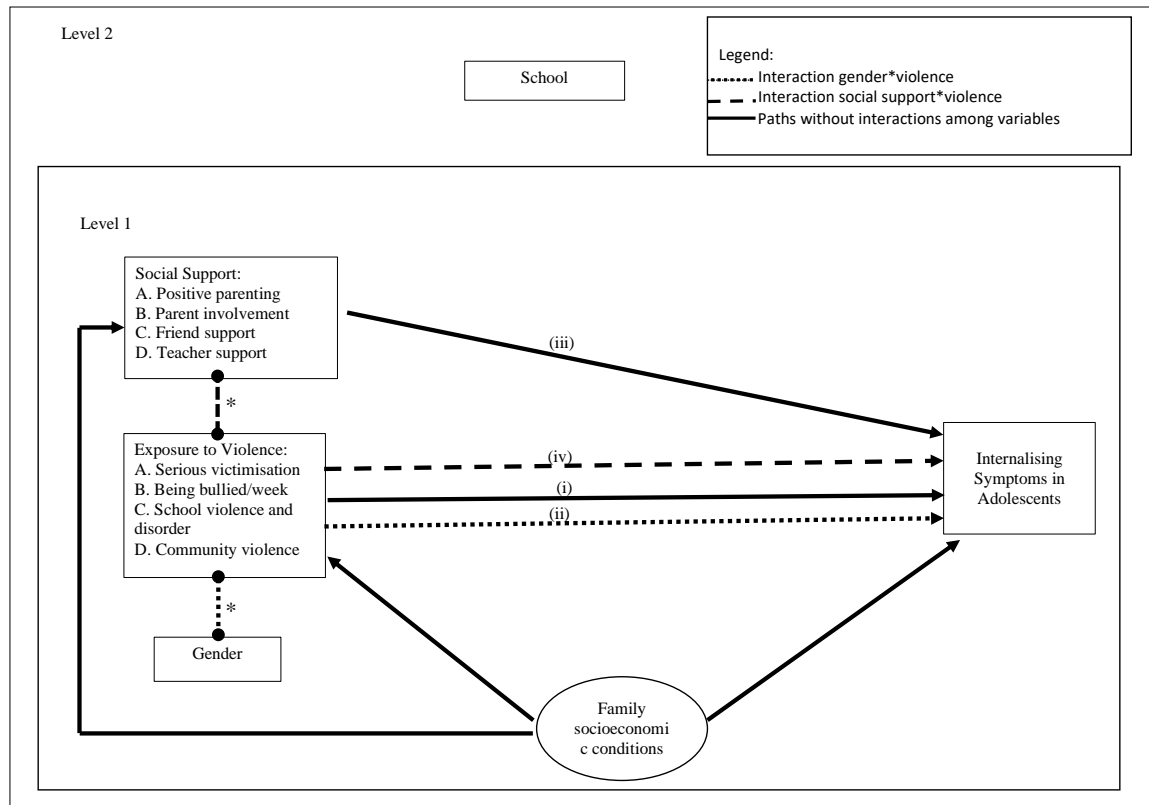 Level 2
School
Legend:
Interaction gender*violence
Interaction social support*violence
Paths without interactions among variables
Level 1
Social Support:
A. Positive parenting
B. Parent involvement
C. Friend support
D. Teacher support
(iii)
*
Exposure to Violence:
A. Serious victimisation
B. Being bullied/week
C. School violence and
disorder
D. Community violence
(iv)
(i)
(ii)
Internalising
Symptoms in
Adolescents
*
Gender
Family
socioeconomi
c conditions